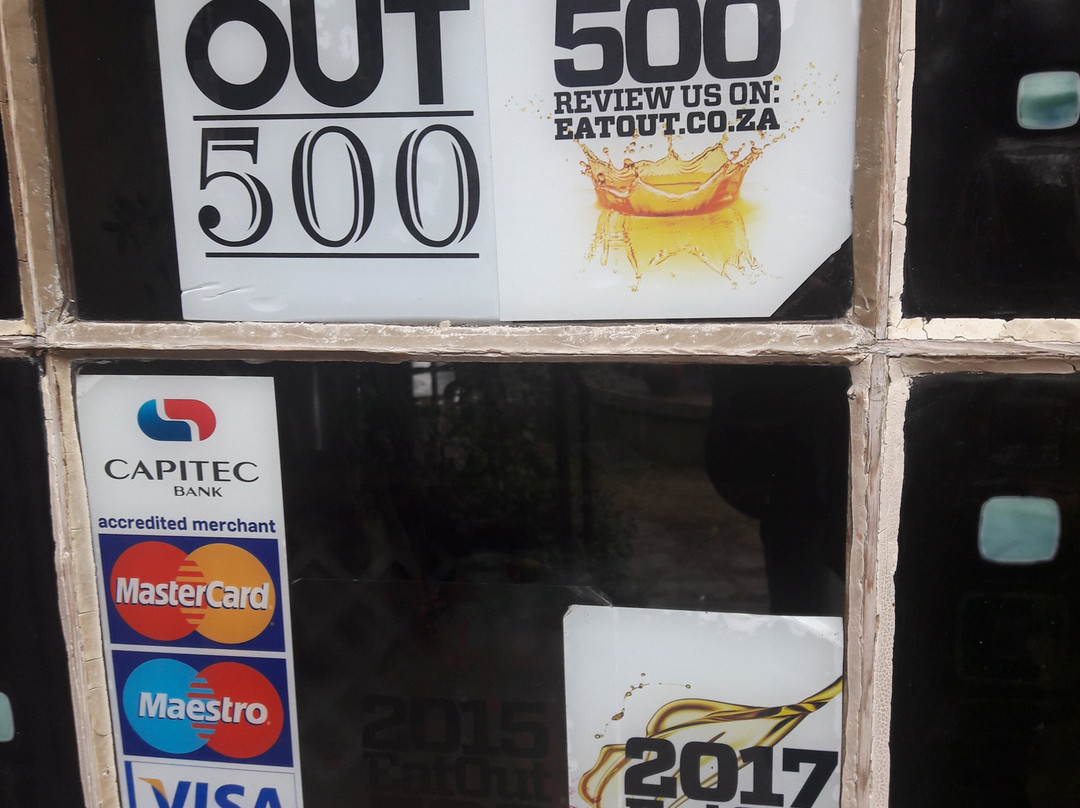 OUT
500
500
REVIEW US ON:
EATOUT.CO.ZA
CAPITEC
BANK
accredited merchant
MasterCard
Maestro
VISA
2015
EatOut
2017